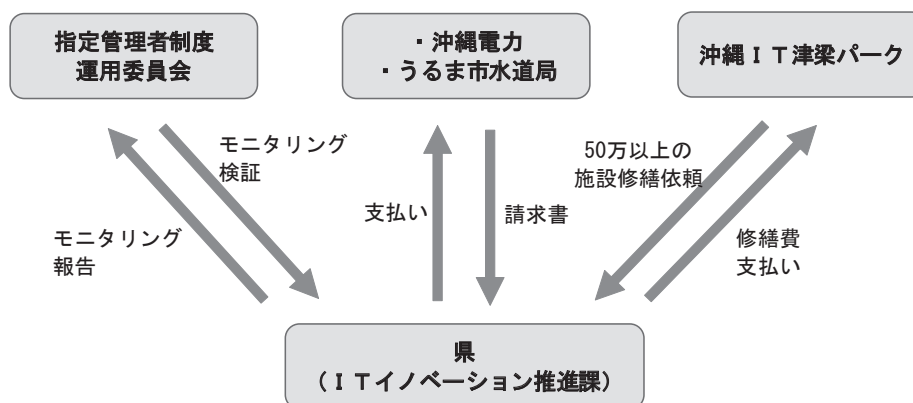 指定管理者制度
運用委員会
・沖縄電力
・うるま市水道局
沖縄ＩＴ津梁パーク
モニタリング
検証
モニタリング
報告
支払い
請求書
50万以上の
施設修繕依頼
修繕費
支払い
県
（ＩＴイノベーション推進課）